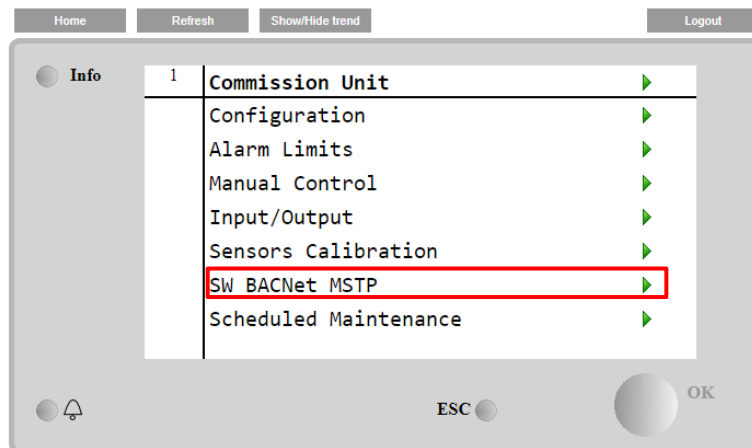 Home Refresh Show/Hide trend Logout
Info
1 Commission Unit
Configuration
Alarm Limits
Manual Control
Input/Output
Sensors Calibration
SW BACNet MSTP
Scheduled Maintenance
ESC OK